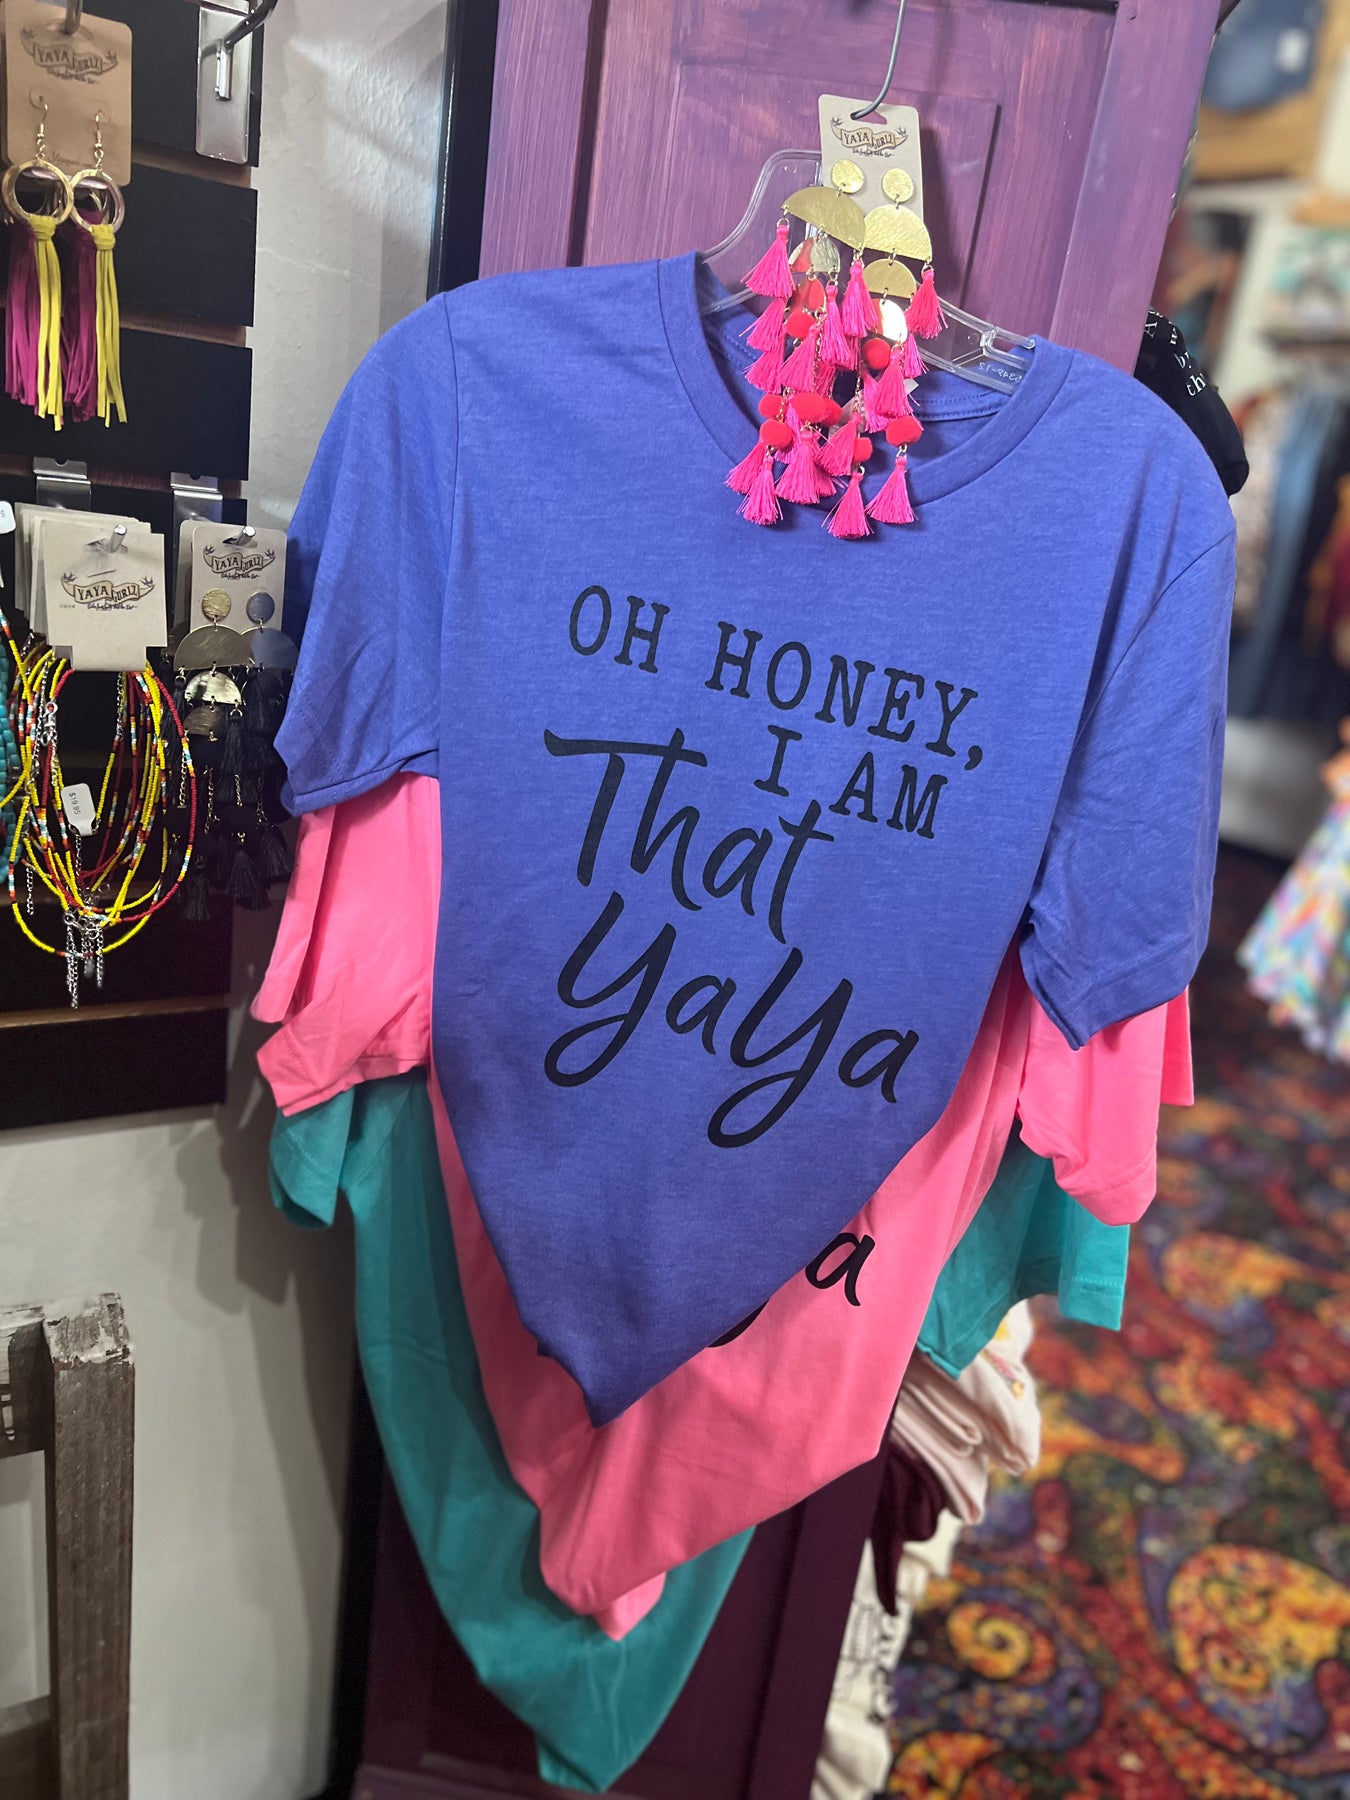 YAYA GURLZ
YAYA GURLZ
OH HONEY,
I AM
That
YaYa
a
YAYA GURLZ
YAYA GURLZ
$19.95